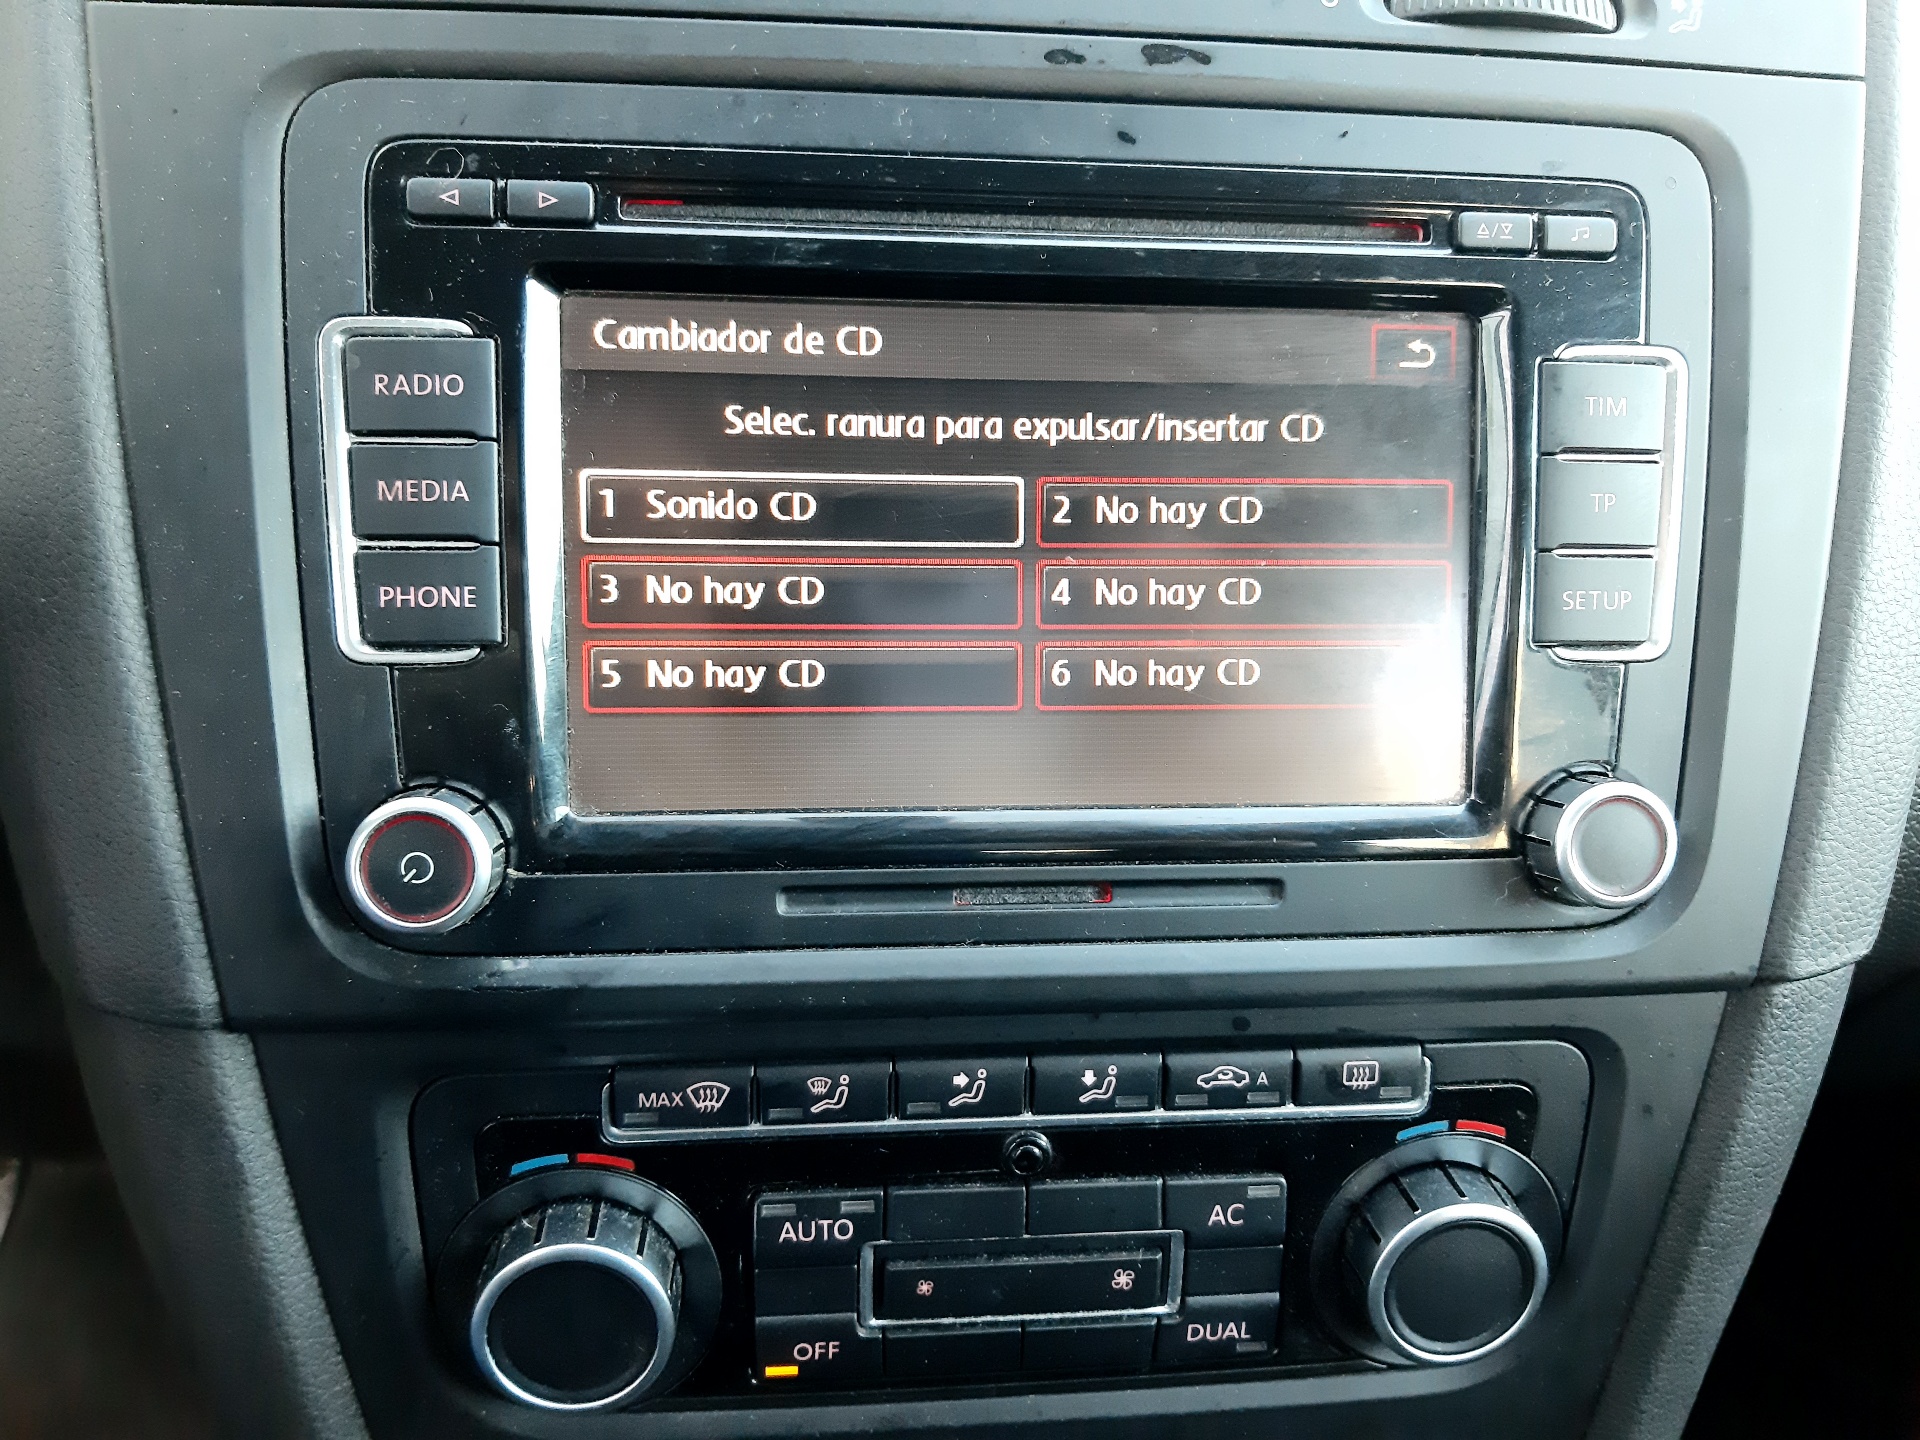 Cambiador de CD
Selec. ranura para expulsar/insertar CD
1 Sonido CD
2 No hay CD
3 No hay CD
4 No hay CD
5 No hay CD
6 No hay CD
RADIO
MEDIA
PHONE
TIM
TP
SETUP
MAX
A
AUTO
AC
OFF
DUAL